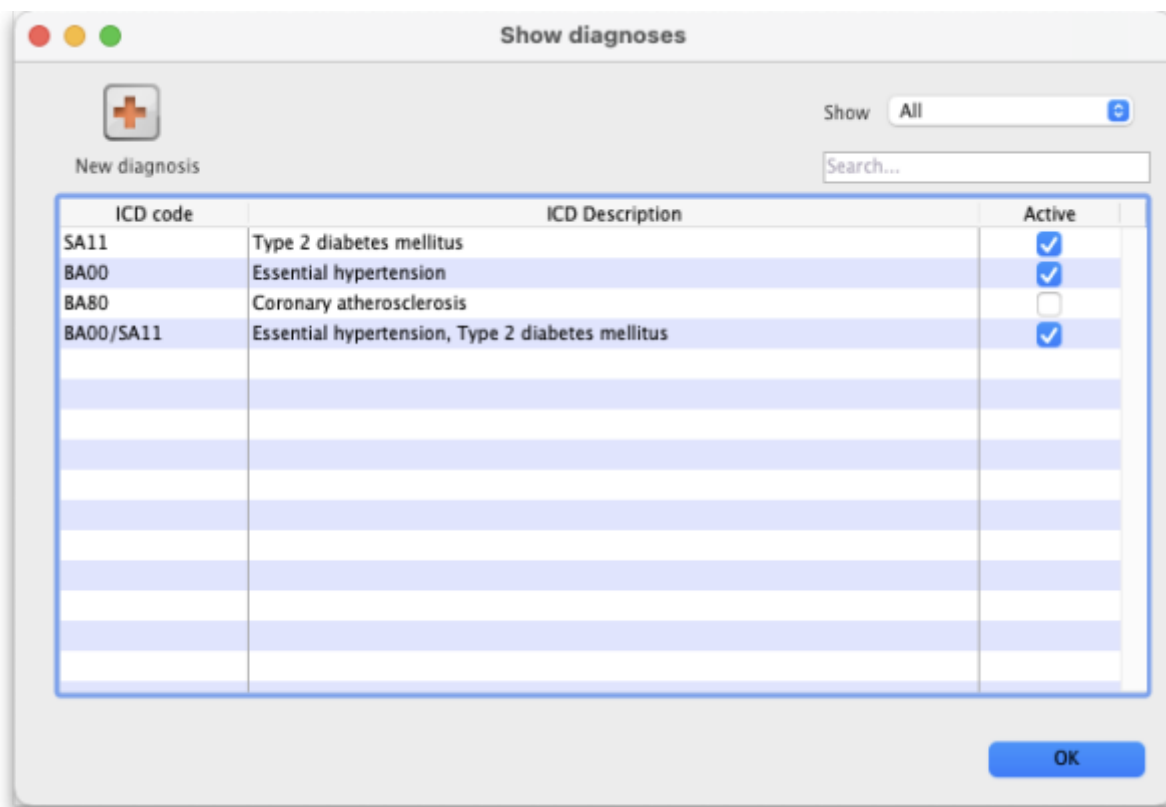 Show diagnoses
Show All
New diagnosis
Search...
ICD code ICD Description Active
SA11 Type 2 diabetes mellitus
BA00 Essential hypertension
BA80 Coronary atherosclerosis
BA00/SA11 Essential hypertension, Type 2 diabetes mellitus
OK